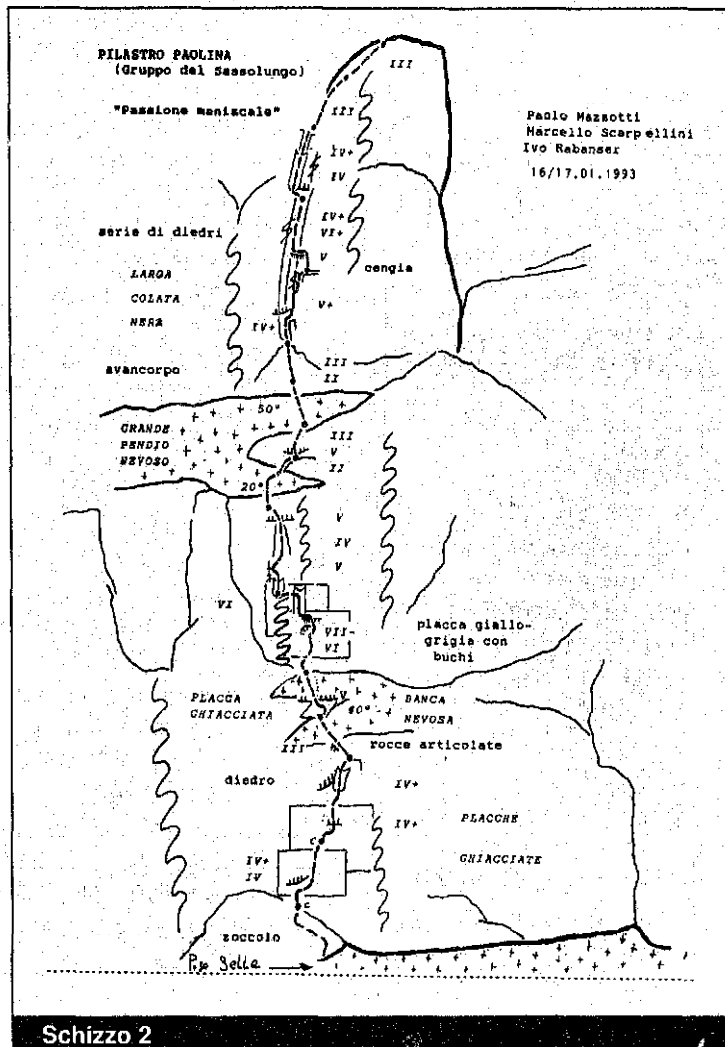 PILASTRO PAOLINA
(Gruppo del Sassolungo)
"Passione maniscale"
Paolo Mazzotti
Marcello Scarpellini
Ivo Rabanser
16/17.01.1993
III
III
IV+
IV
IV+
VI+
V
cengia
serie di diedri
LARGA
COLATA
NERA
V+
IV+
III
II
avancorpo
50°
GRANDE
PENDIO
NEVOSO
III
V
II
20°
V
IV
V
VI
VII-
VI
placca giallo-
grigia con
buchi
PLACCA
GHIACCIATA
V
40°
BANCA
NEVOSA
III
rocce articolate
diedro
IV+
IV+
PLACCHE
GHIACCIATE
IV+
IV
zoccolo
P.so Sella
Schizzo 2